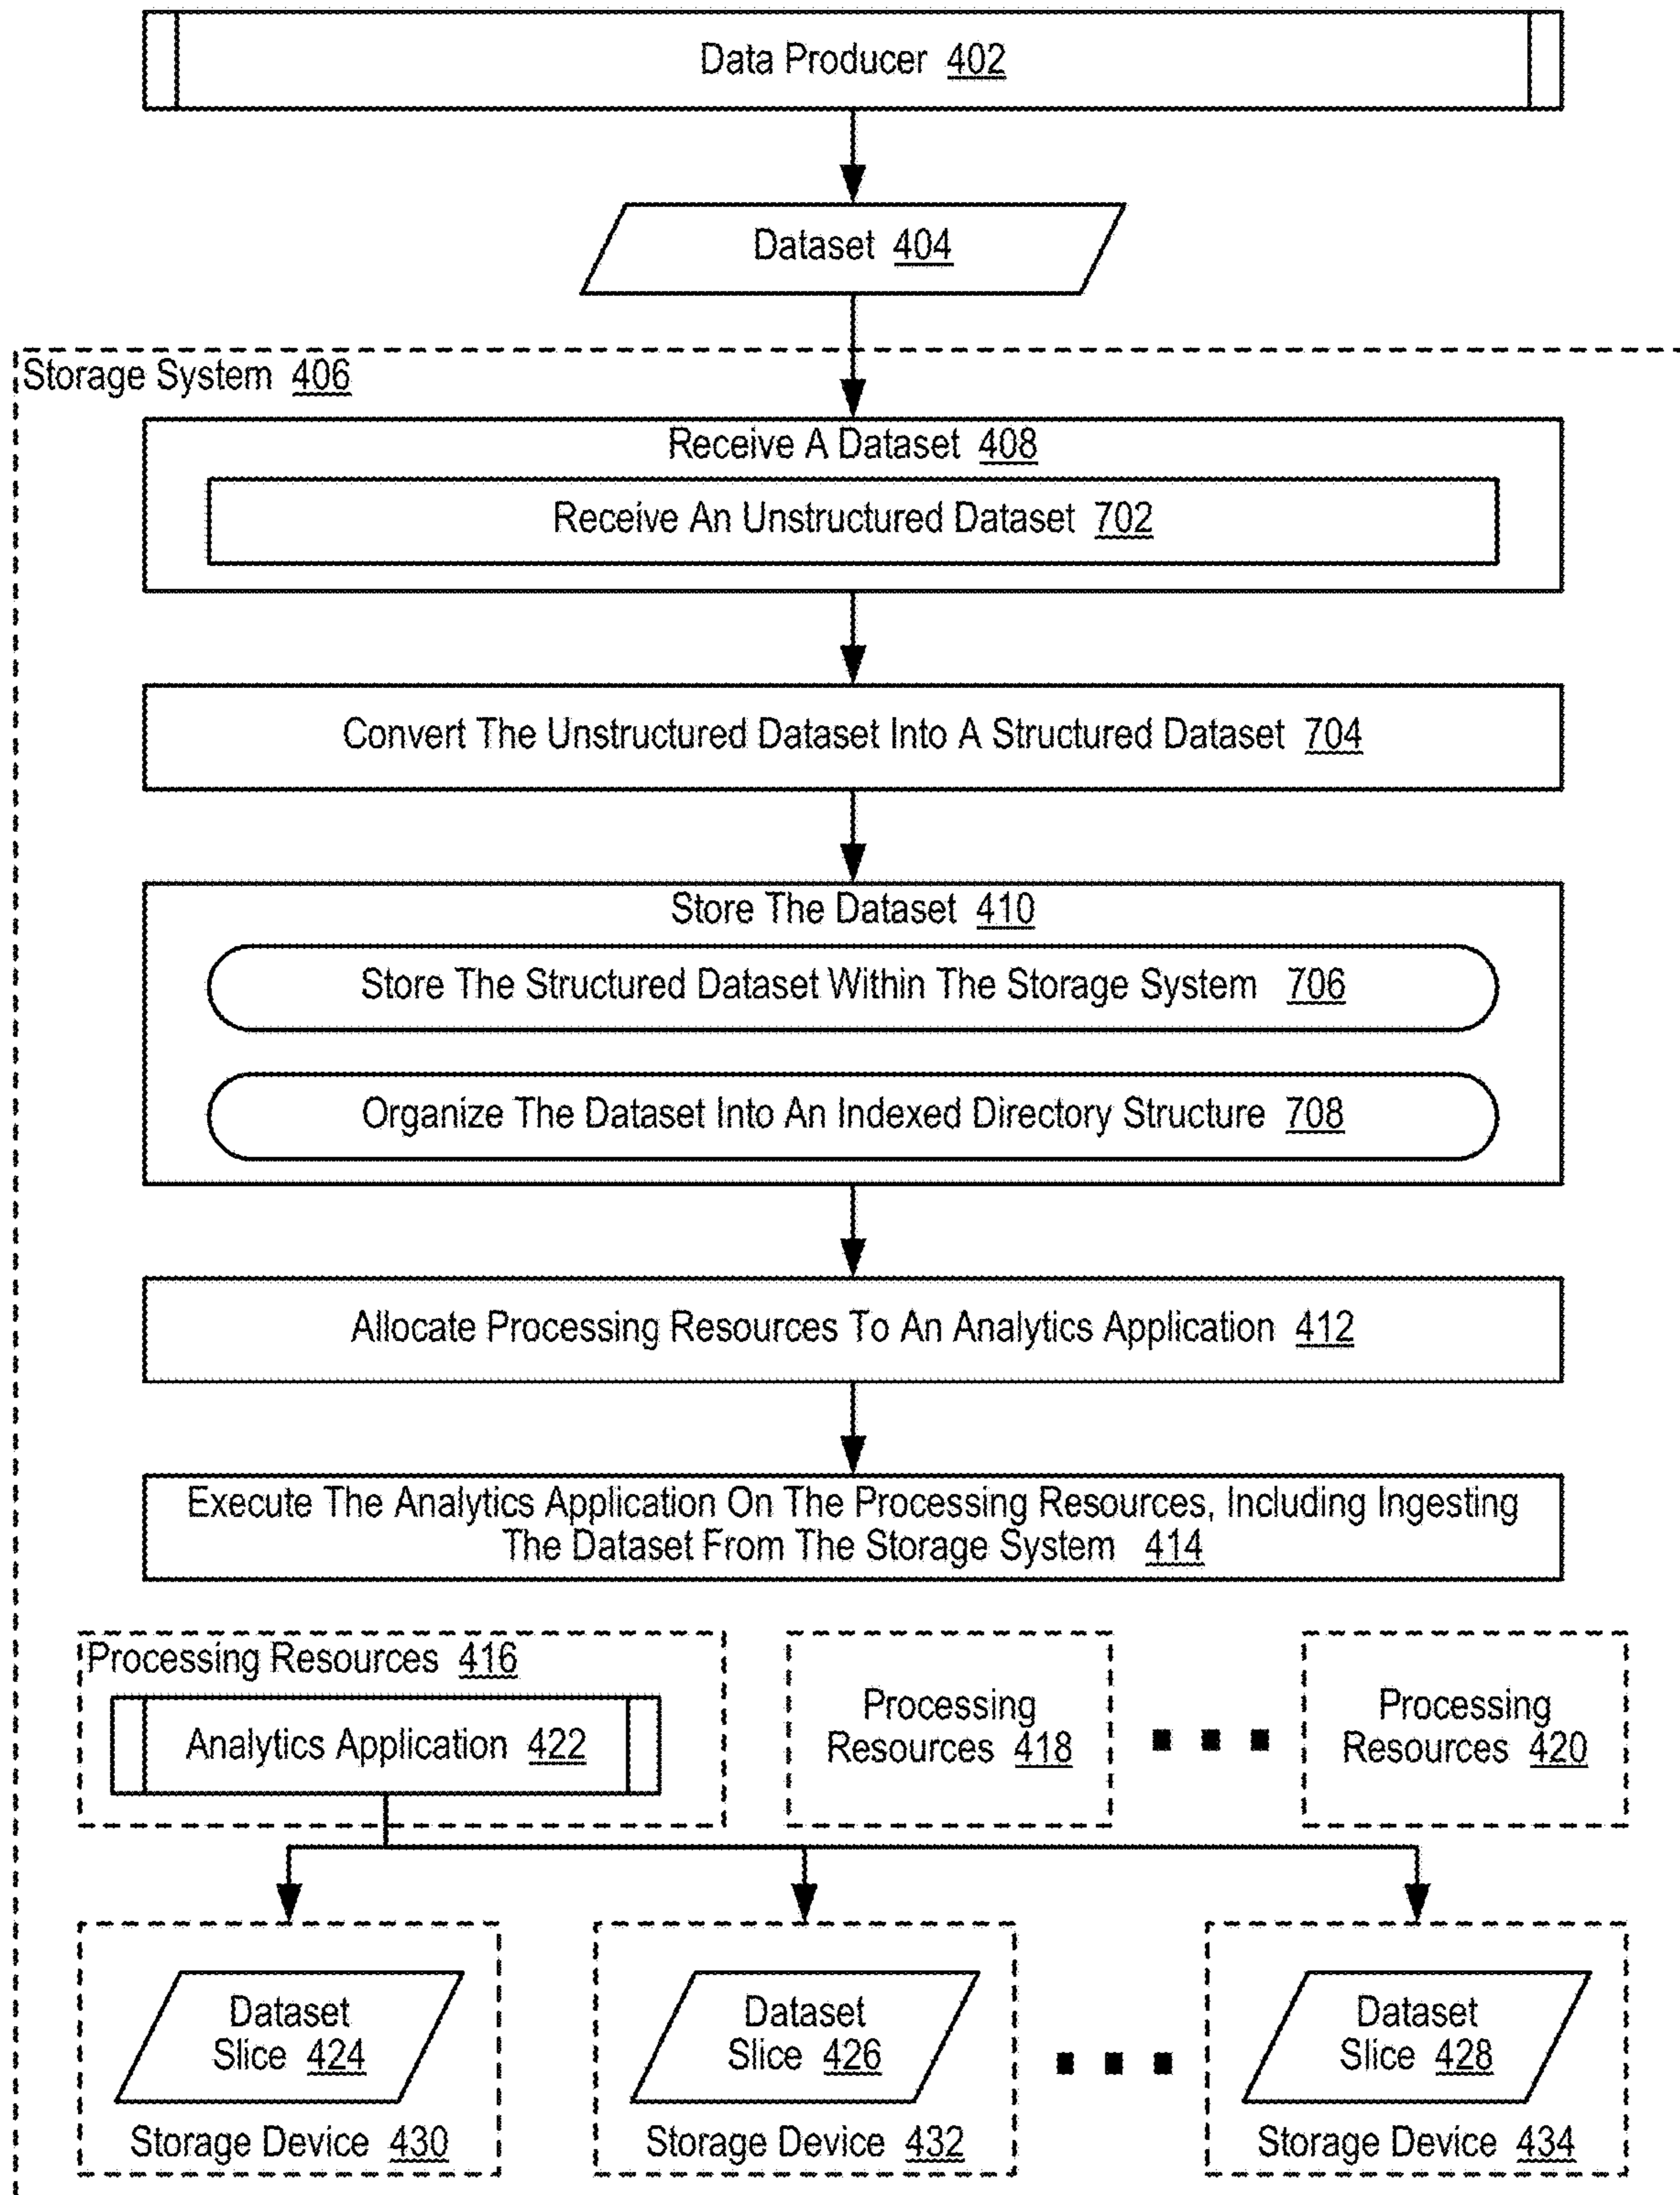 Data Producer 402
Dataset 404
Storage System 406
Receive A Dataset 408
Receive An Unstructured Dataset 702
Convert The Unstructured Dataset Into A Structured Dataset 704
Store The Dataset 410
Store The Structured Dataset Within The Storage System 706
Organize The Dataset Into An Indexed Directory Structure 708
Allocate Processing Resources To An Analytics Application 412
Execute The Analytics Application On The Processing Resources, Including Ingesting
The Dataset From The Storage System 414
Processing Resources 416
Analytics Application 422
Processing
Resources 418
Processing
Resources 420
Dataset
Slice 424
Storage Device 430
Dataset
Slice 426
Storage Device 432
Dataset
Slice 428
Storage Device 434